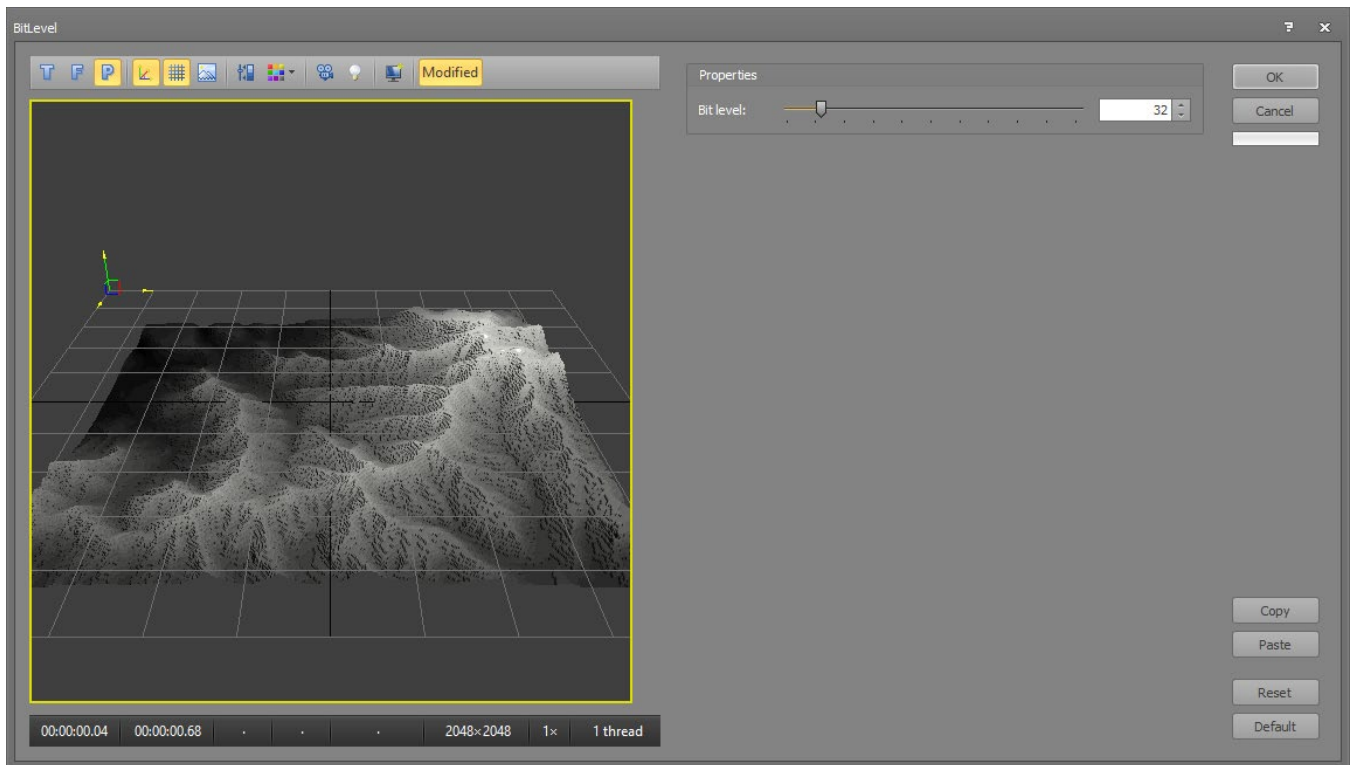 BitLevel
? x
T F P Modified
Properties
Bit level: 32
OK
Cancel
Copy
Paste
Reset
Default
00:00:00.04 00:00:00.68 . . . 2048×2048 1× 1 thread